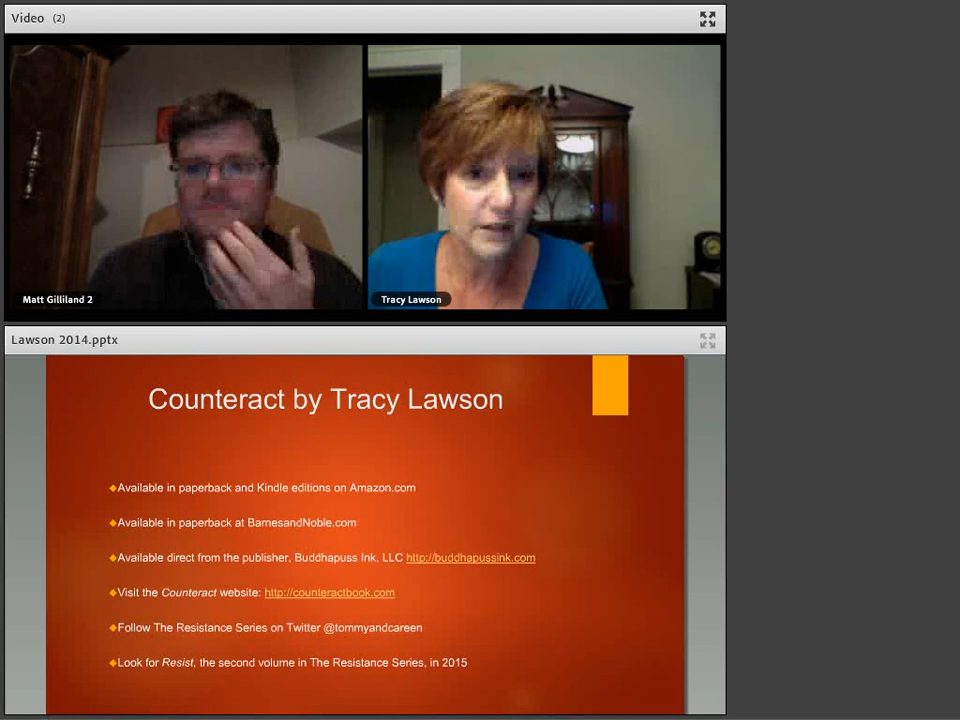 Video (2)
Matt Gilliland 2
Tracy Lawson
Lawson 2014.pptx
Counteract by Tracy Lawson
Available in paperback and Kindle editions on Amazon.com
Available in paperback at BarnesandNoble.com
Available direct from the publisher, Buddhapuss Ink, LLC http://buddhapussink.com
Visit the Counteract website: http://counteractbook.com
Follow The Resistance Series on Twitter @tommyandcareen
Look for Resist, the second volume in The Resistance Series, in 2015